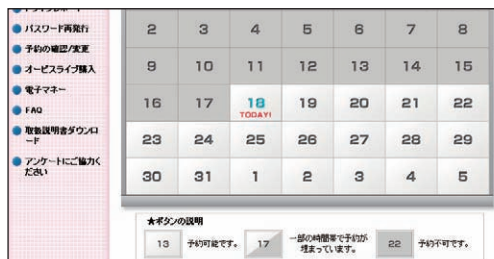 パスワード再発行
予約の確認/変更
オービスライブ購入
電子マネー
FAQ
取扱説明書ダウンロ
ード
アンケートにご協力く
ださい
2 3 4 5 6 7 8
9 10 11 12 13 14 15
16 17 18 19 20 21 22
TODAY!
23 24 25 26 27 28 29
30 31 1 2 3 4 5
★ボタンの説明
13 予約可能です。 17 一部の時間帯で予約が
埋まっています。 22 予約不可です。